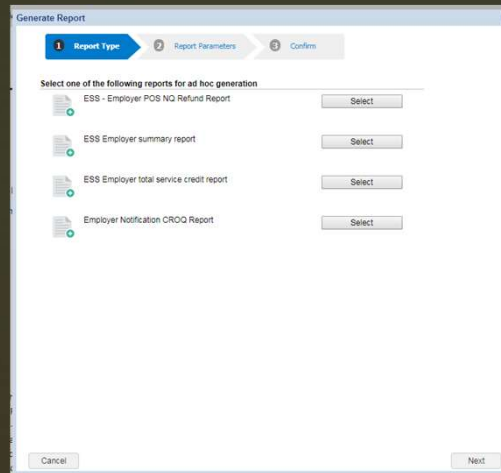 Generate Report
1 Report Type 2 Report Parameters 3 Confirm
Select one of the following reports for ad hoc generation
ESS - Employer POS NQ Refund Report Select
ESS Employer summary report Select
ESS Employer total service credit report Select
Employer Notification CROQ Report Select
Cancel Next